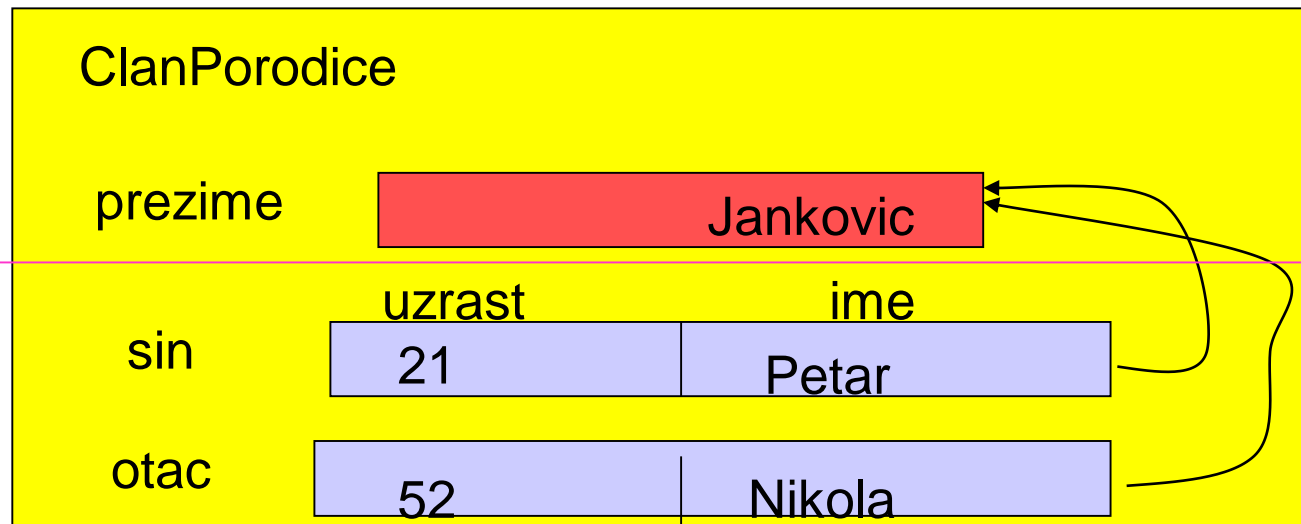 ClanPorodice
prezime Jankovic
uzrast ime
sin 21 Petar
otac 52 Nikola